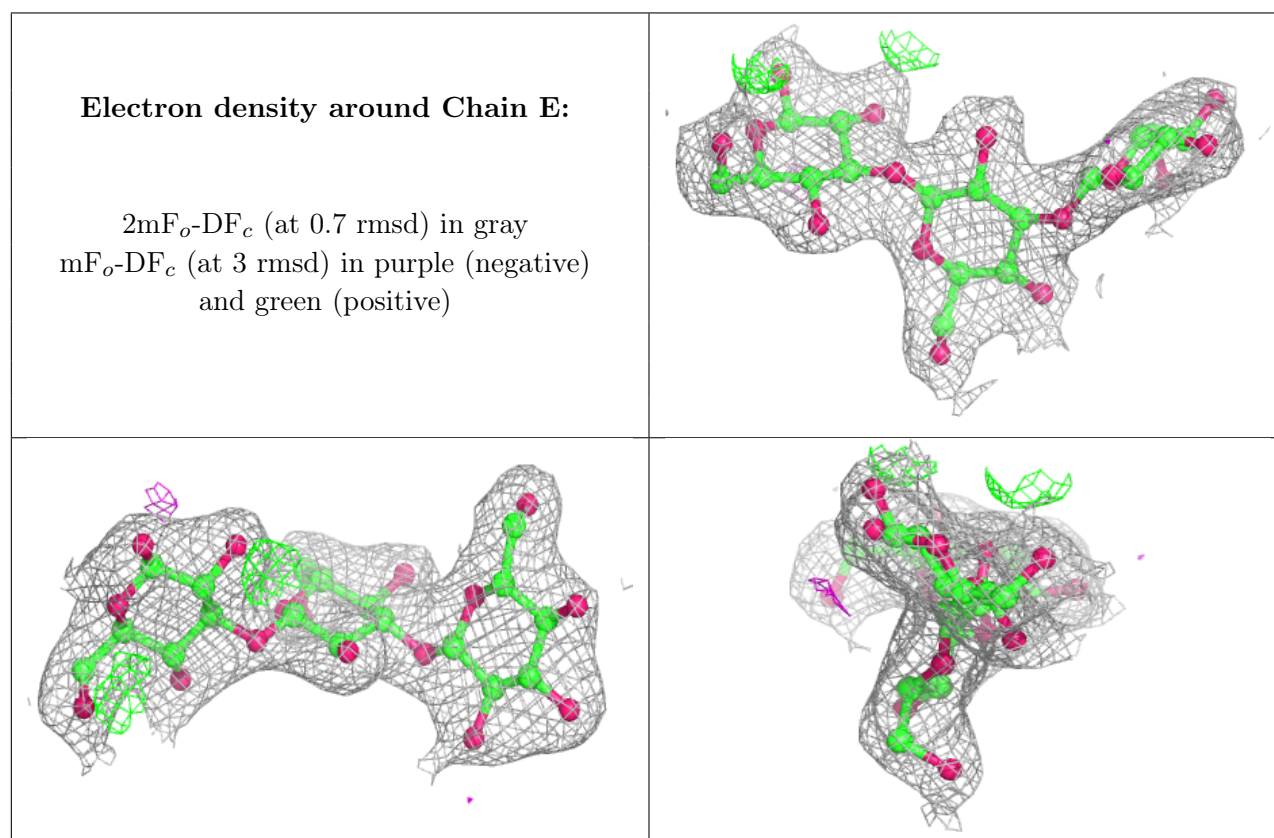 Electron density around Chain E:
2mFₒ-DF𝒸 (at 0.7 rmsd) in gray
mFₒ-DF𝒸 (at 3 rmsd) in purple (negative)
and green (positive)